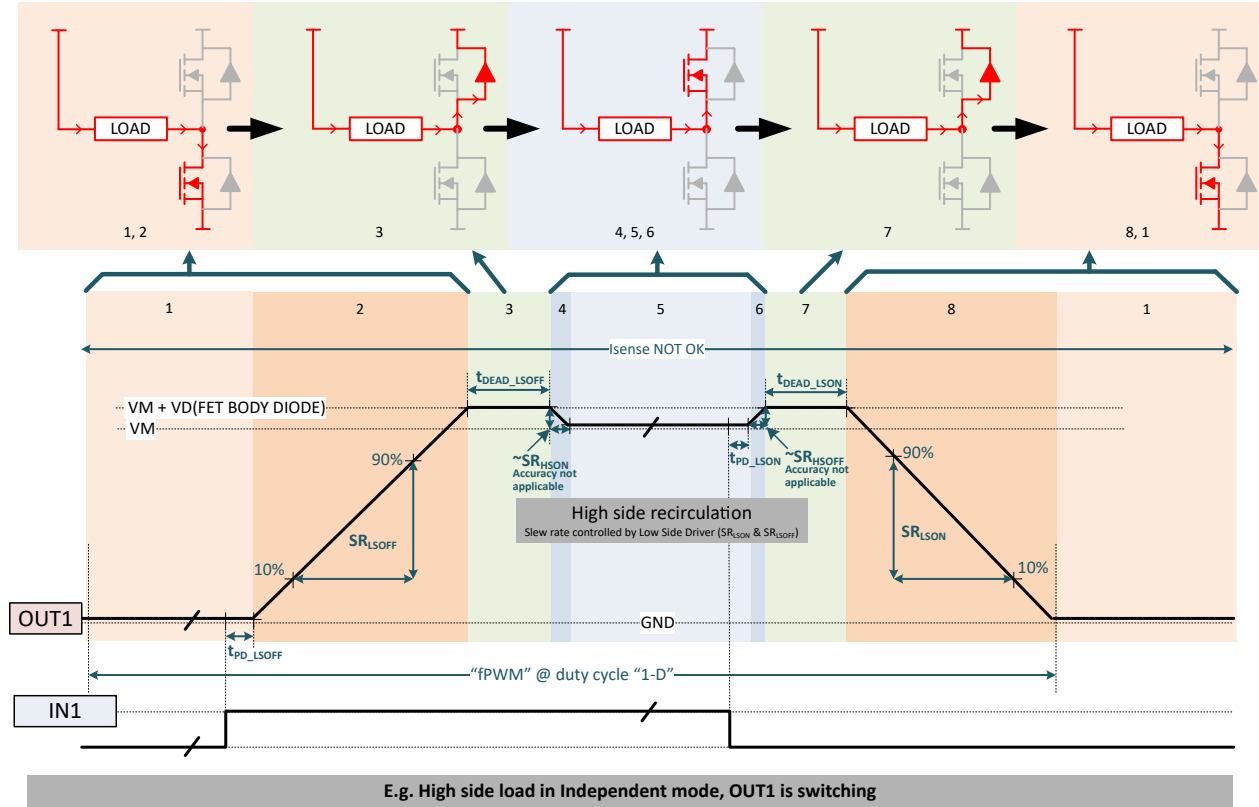 LOAD
LOAD
LOAD
LOAD
LOAD
1, 2
3
4, 5, 6
7
8, 1
1
2
3
4
5
6
7
8
1
Isense NOT OK
tDEAD_LSOFF
tDEAD_LSON
VM + VD(FET BODY DIODE)
VM
90%
~SRHSON
Accuracy not
applicable
tPD_LSON
~SRHSOFF
Accuracy not
applicable
90%
High side recirculation
Slew rate controlled by Low Side Driver (SRLSON & SRLSOFF)
SRLSOFF
SRLSON
10%
10%
OUT1
GND
tPD_LSOFF
“fPWM” @ duty cycle “1-D”
IN1
E.g. High side load in Independent mode, OUT1 is switching